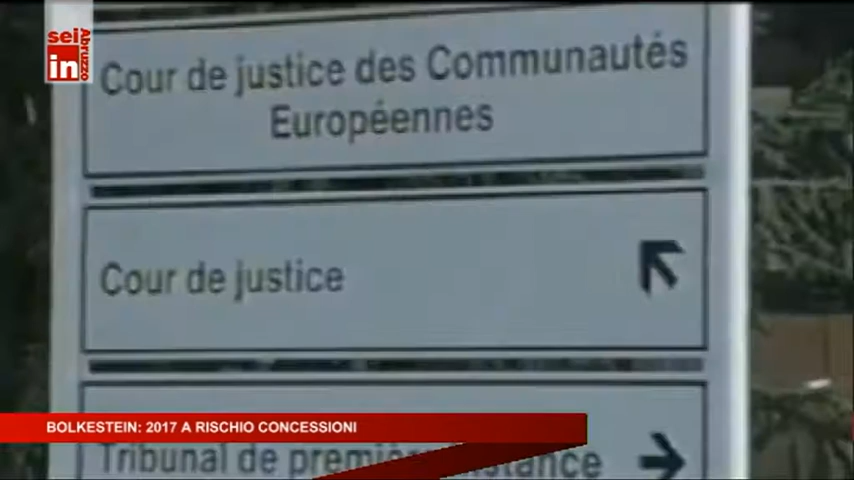 sei
in
Abruzzo
Cour de justice des Communautés
Européennes
Cour de justice
BOLKESTEIN: 2017 A RISCHIO CONCESSIONI
Tribunal de première instance